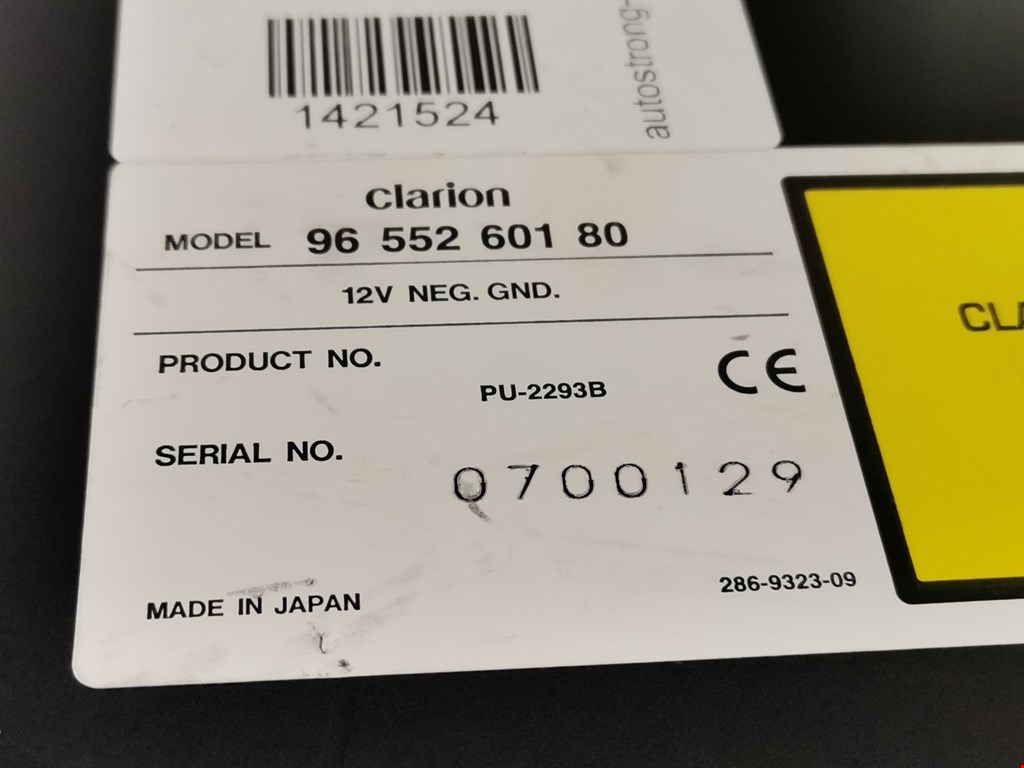 1421524
autostrong-
clarion
MODEL 96 552 601 80
12V NEG. GND.
PRODUCT NO.
PU-2293B
CE
SERIAL NO.
0700129
MADE IN JAPAN
286-9323-09
CLA